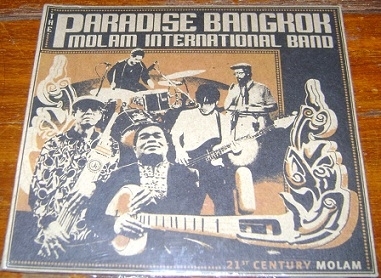 THE
PARADISE BANGKOK
MOLAM INTERNATIONAL BAND
21ST CENTURY MOLAM